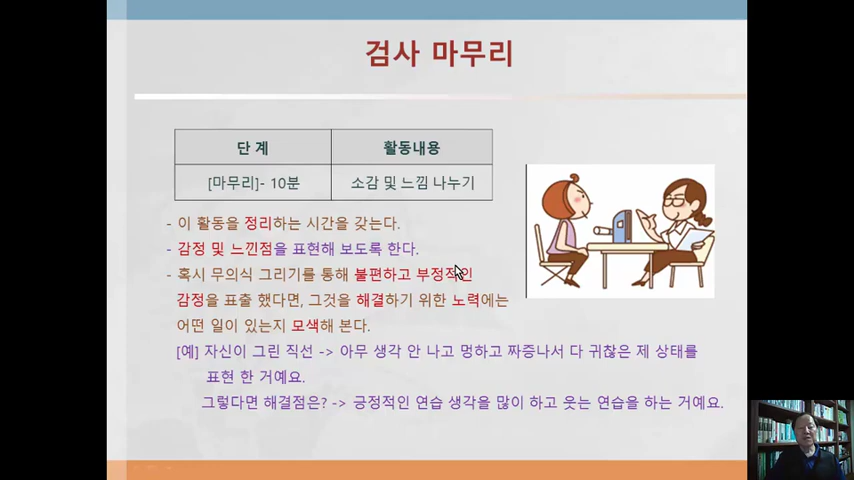 검사 마무리
단 계
활동내용
[마무리]- 10분
소감 및 느낌 나누기
- 이 활동을 정리하는 시간을 갖는다.
- 감정 및 느낀점을 표현해 보도록 한다.
- 혹시 무의식 그리기를 통해 불편하고 부정적인
감정을 표출 했다면, 그것을 해결하기 위한 노력에는
어떤 일이 있는지 모색해 본다.
[예] 자신이 그린 직선 -> 아무 생각 안 나고 멍하고 짜증나서 다 귀찮은 제 상태를
표현 한 거예요.
그렇다면 해결점은? -> 긍정적인 연습 생각을 많이 하고 웃는 연습을 하는 거예요.